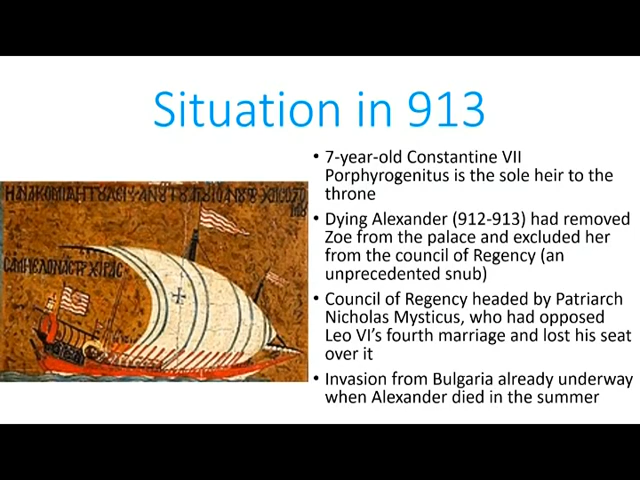 Situation in 913
• 7-year-old Constantine VII
Porphyrogenitus is the sole heir to the
throne
• Dying Alexander (912-913) had removed
Zoe from the palace and excluded her
from the council of Regency (an
unprecedented snub)
• Council of Regency headed by Patriarch
Nicholas Mysticus, who had opposed
Leo VI’s fourth marriage and lost his seat
over it
• Invasion from Bulgaria already underway
when Alexander died in the summer